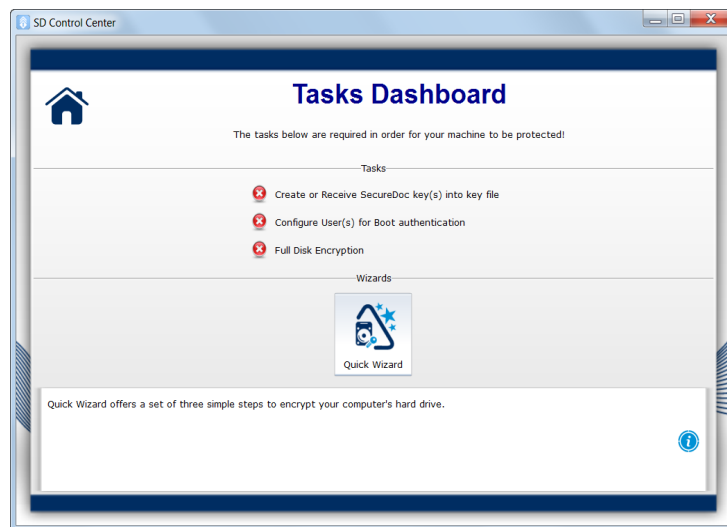 SD Control Center
Tasks Dashboard
The tasks below are required in order for your machine to be protected!
Tasks
Create or Receive SecureDoc key(s) into key file
Configure User(s) for Boot authentication
Full Disk Encryption
Wizards
Quick Wizard
Quick Wizard offers a set of three simple steps to encrypt your computer's hard drive.